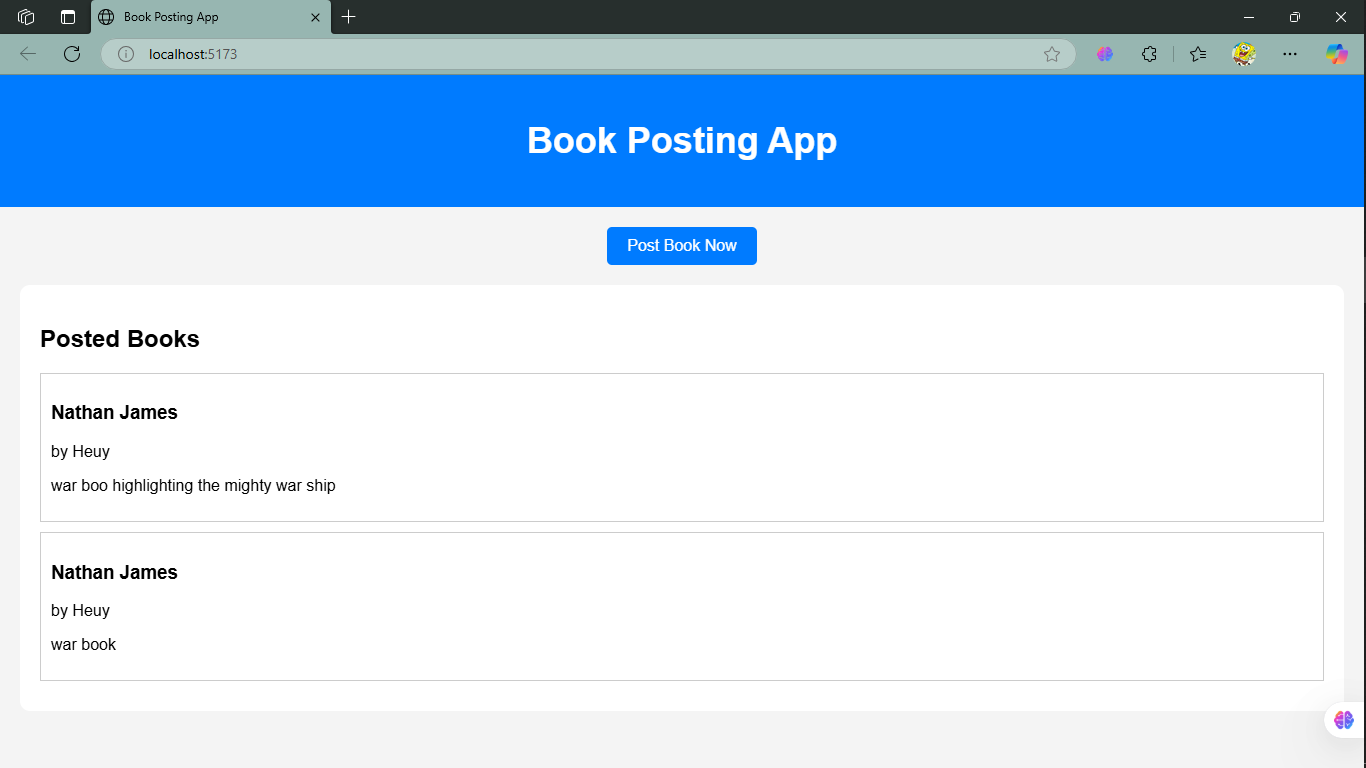 Book Posting App
localhost:5173
Book Posting App
Post Book Now
Posted Books
Nathan James
by Heuy
war boo highlighting the mighty war ship
Nathan James
by Heuy
war book